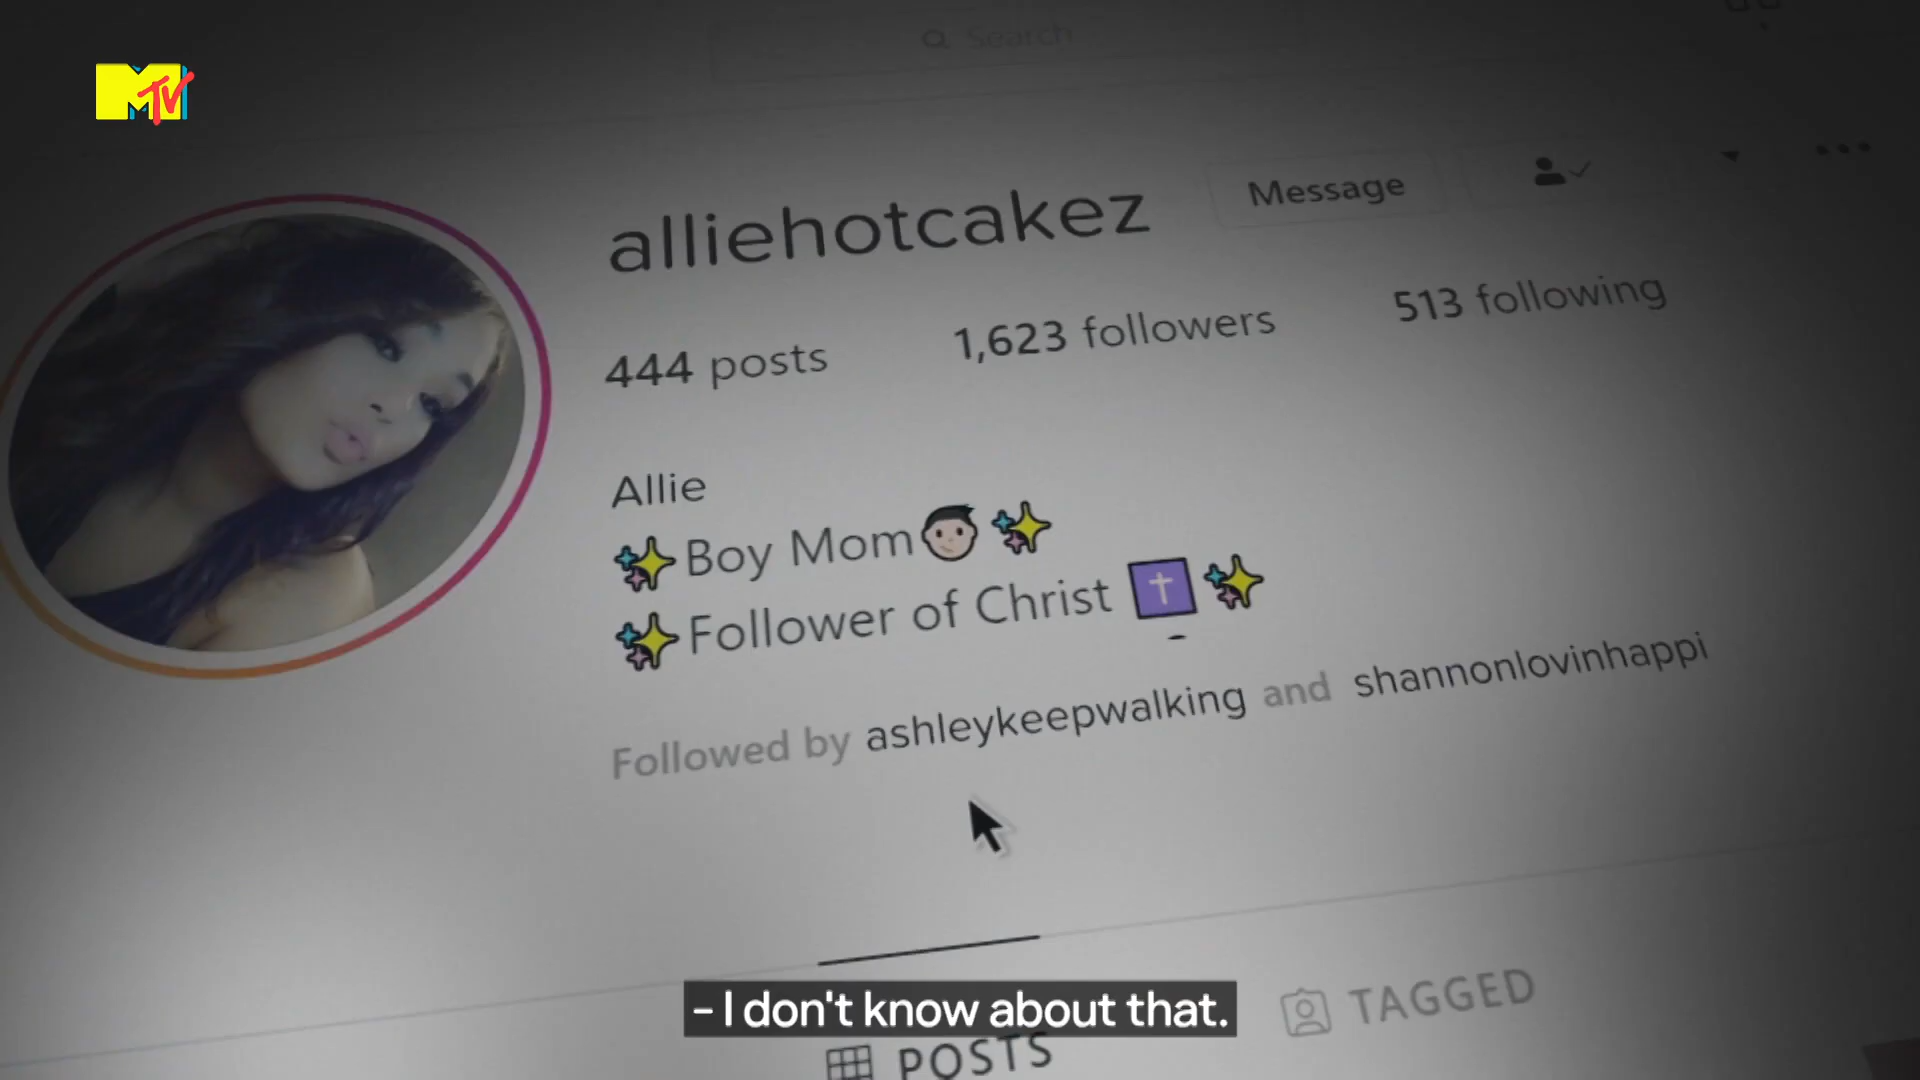 Search
MTV
alliehotcakez Message
444 posts 1,623 followers 513 following
Allie
✨Boy Mom👦🏻✨
✨Follower of Christ ✝️✨
Followed by ashleykeepwalking and shannonlovinhappi
- I don't know about that.
POSTS TAGGED